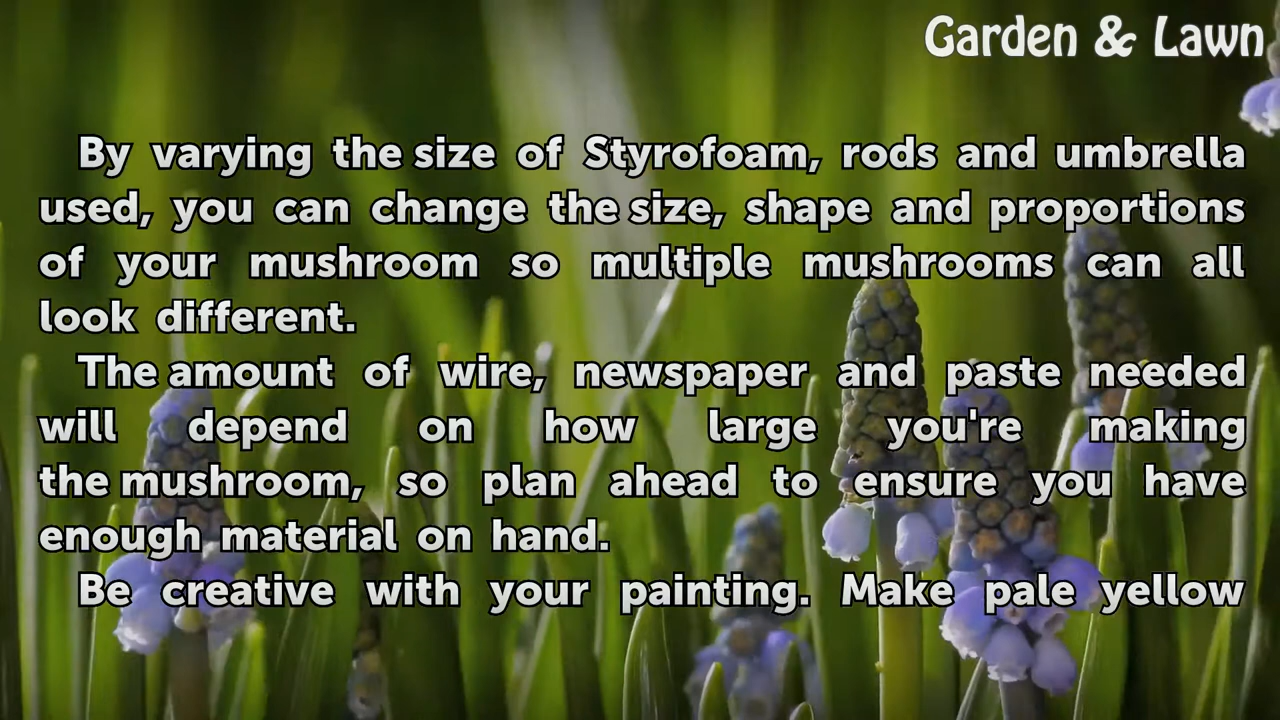 Garden & Lawn
By varying the size of Styrofoam, rods and umbrella
used, you can change the size, shape and proportions
of your mushroom so multiple mushrooms can all
look different.
The amount of wire, newspaper and paste needed
will depend on how large you're making
the mushroom, so plan ahead to ensure you have
enough material on hand.
Be creative with your painting. Make pale yellow